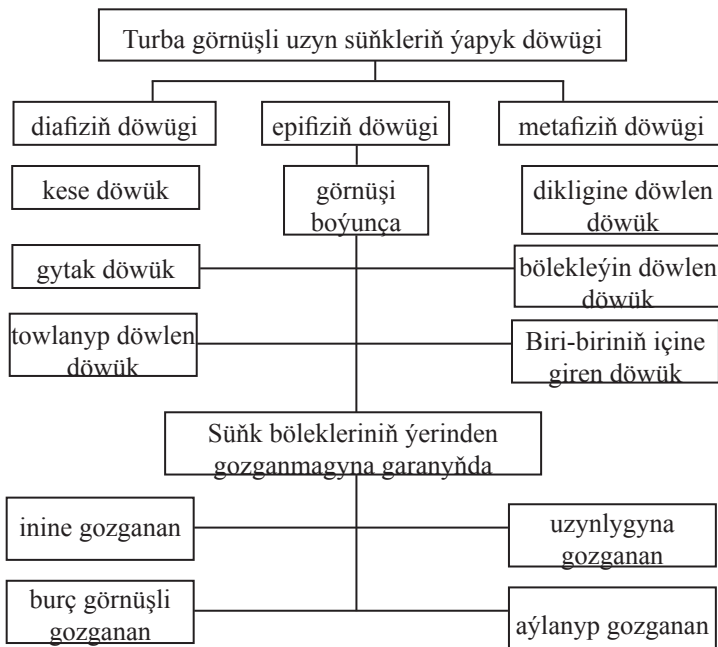 Turba görnüşli uzyn süňkleriň ýapyk döwügi
diafiziň döwügi
epifiziň döwügi
metafiziň döwügi
kese döwük
görnüşi
boýunça
dikligine döwlen
döwük
gytak döwük
bölekleýin döwlen
döwük
towlanyp döwlen
döwük
Biri-biriniň içine
giren döwük
Süňk bölekleriniň ýerinden
gozganmagyna garanyňda
inine gozganan
uzynlygyna
gozganan
burç görnüşli
gozganan
aýlanyp gozganan